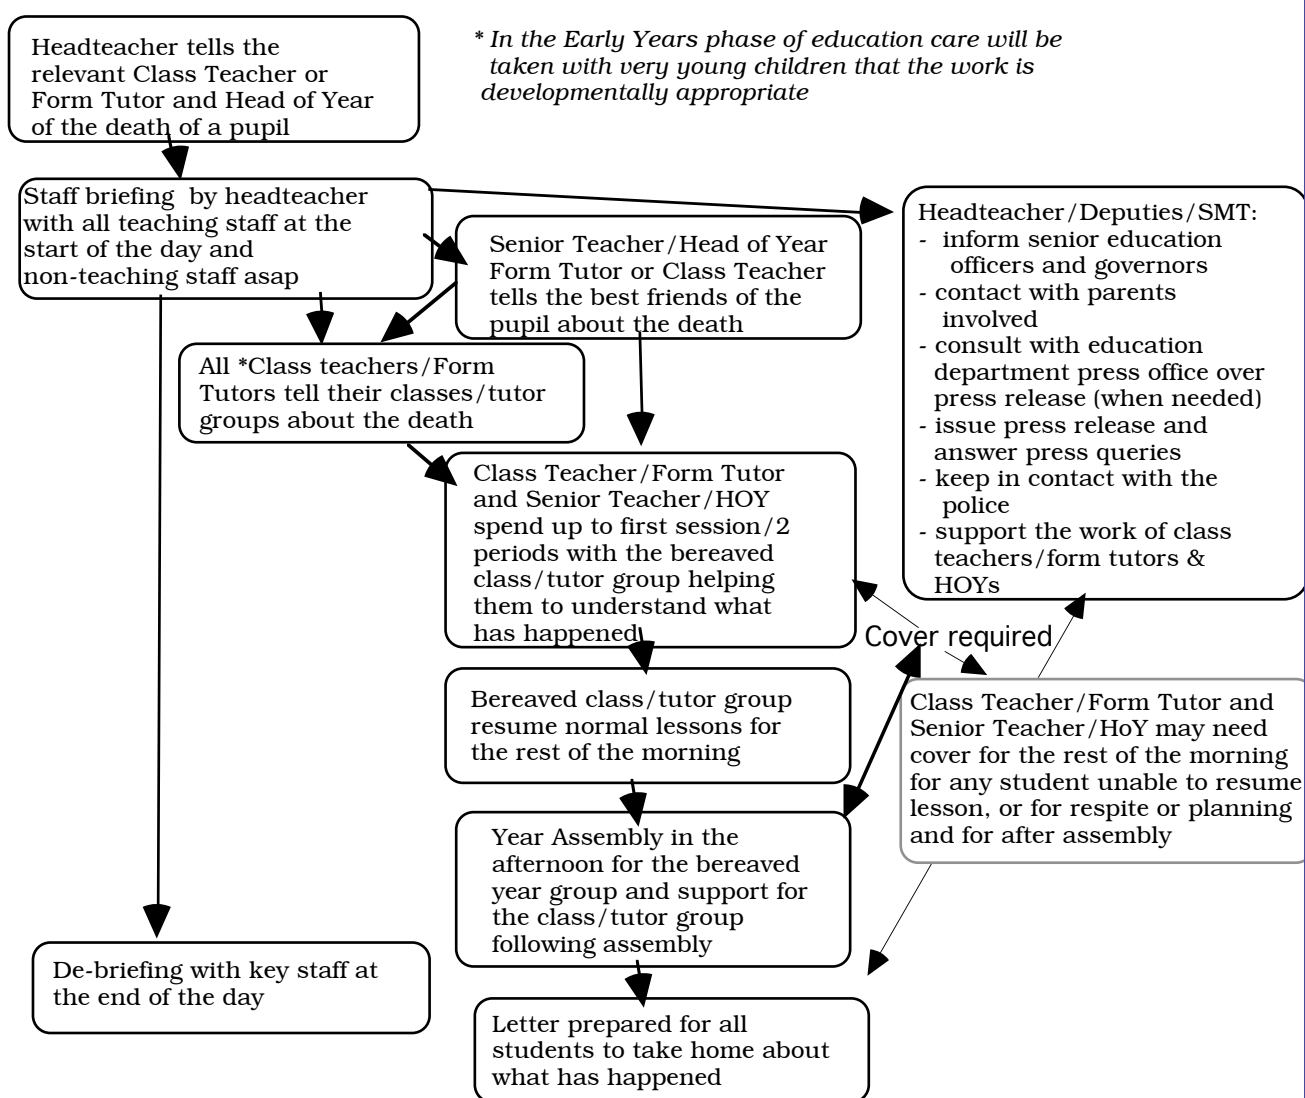 Headteacher tells the
relevant Class Teacher or
Form Tutor and Head of Year
of the death of a pupil
* In the Early Years phase of education care will be
taken with very young children that the work is
developmentally appropriate
Staff briefing by headteacher
with all teaching staff at the
start of the day and
non-teaching staff asap
Senior Teacher/Head of Year
Form Tutor or Class Teacher
tells the best friends of the
pupil about the death
Headteacher/Deputies/SMT:
- inform senior education
officers and governors
- contact with parents
involved
- consult with education
department press office over
press release (when needed)
- issue press release and
answer press queries
- keep in contact with the
police
- support the work of class
teachers/form tutors &
HOYs
All *Class teachers/Form
Tutors tell their classes/tutor
groups about the death
Class Teacher/Form Tutor
and Senior Teacher/HOY
spend up to first session/2
periods with the bereaved
class/tutor group helping
them to understand what
has happened
Cover required
Bereaved class/tutor group
resume normal lessons for
the rest of the morning
Class Teacher/Form Tutor and
Senior Teacher/HoY may need
cover for the rest of the morning
for any student unable to resume
lesson, or for respite or planning
and for after assembly
Year Assembly in the
afternoon for the bereaved
year group and support for
the class/tutor group
following assembly
De-briefing with key staff at
the end of the day
Letter prepared for all
students to take home about
what has happened